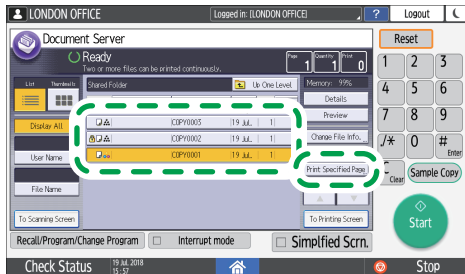 LONDON OFFICE
Logged in: [LONDON OFFICE]
?
Logout
Document Server
Reset
Ready
Two or more files can be printed continuously.
Page
1
Quantity
1
Print
0
1
2
3
List
Thumbnails
Shared Folder
Up One Level
Memory: 99%
Details
4
5
6
Display All
COPY0003
19 Jul.
1
Preview
7
8
9
COPY0002
19 Jul.
1
Change File Info.
User Name
COPY0001
19 Jul.
1
Print Specified Page
./*
0
#
Enter
C
Clear
Sample Copy
File Name
To Scanning Screen
To Printing Screen
Start
Recall/Program/Change Program
Interrupt mode
Simplfied Scrn.
Check Status
19 Jul. 2018
15:57
Stop